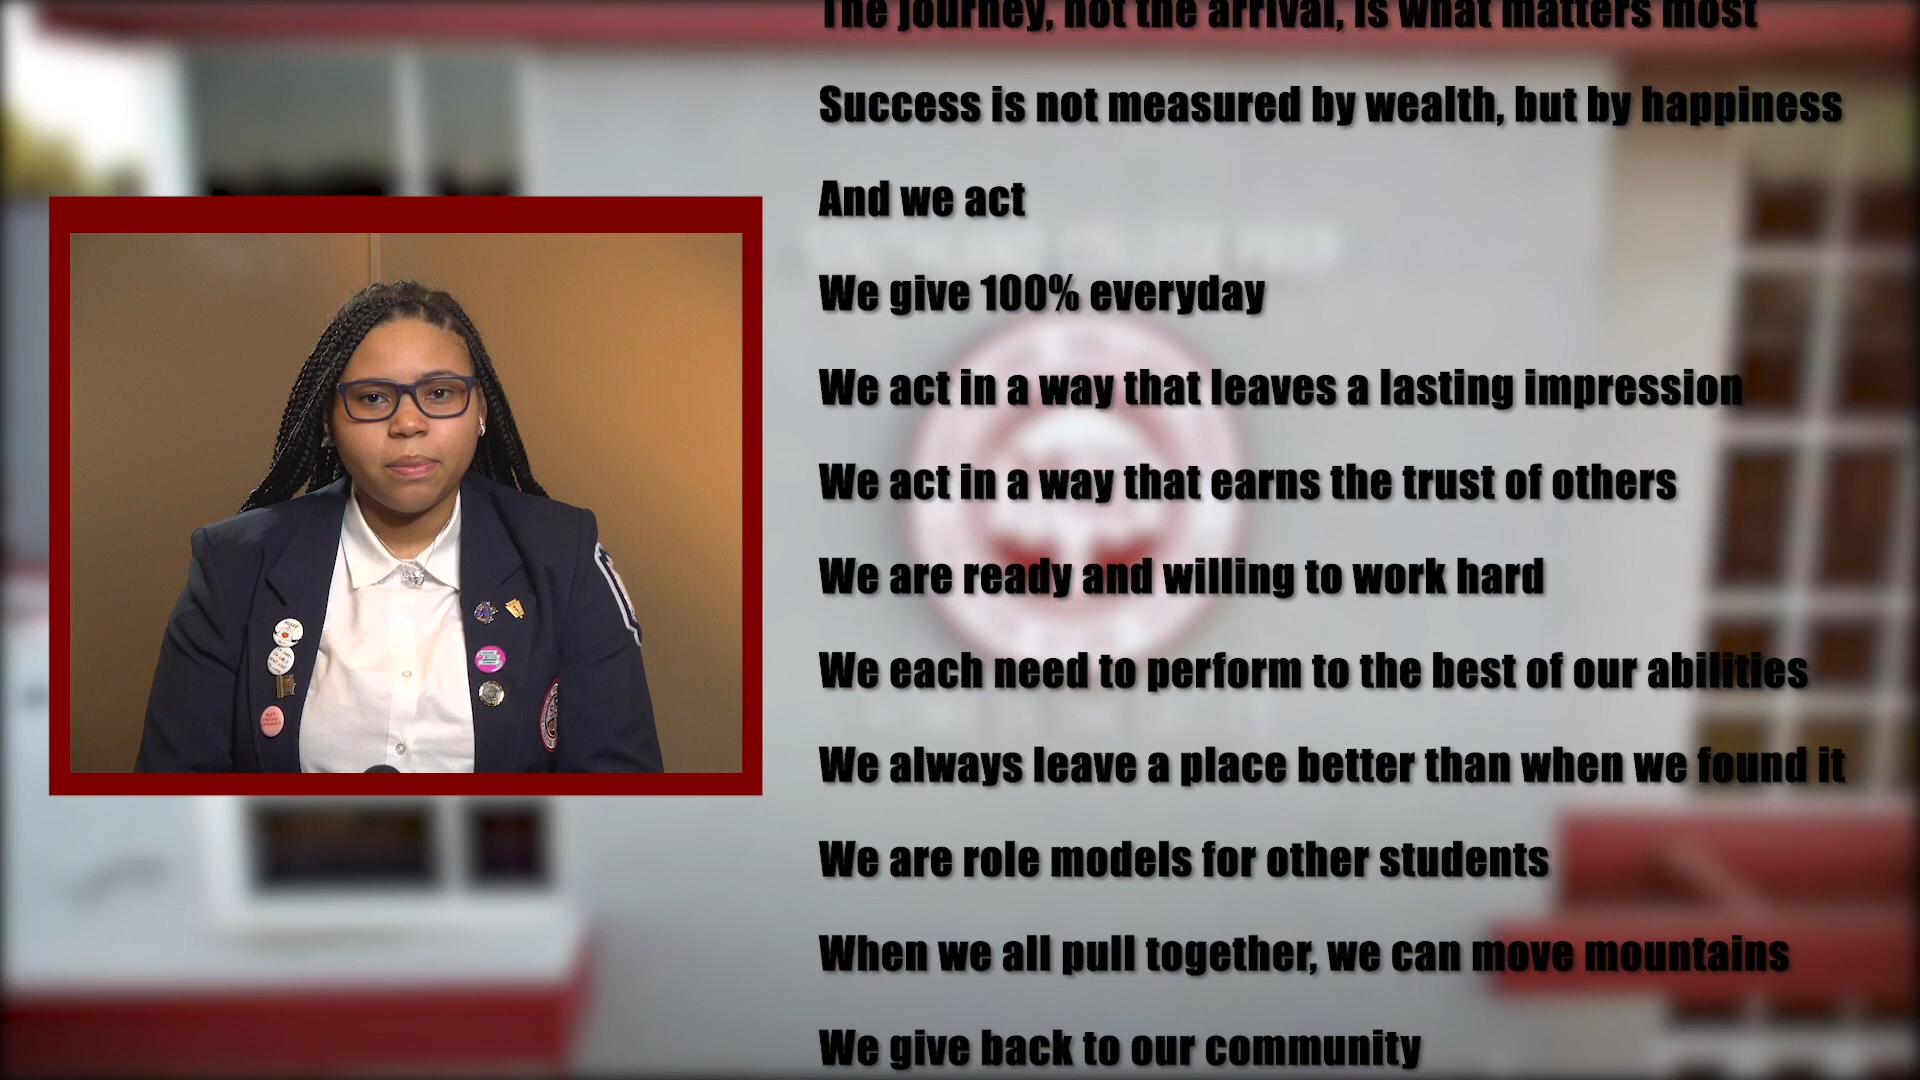 The journey, not the arrival, is what matters most
Success is not measured by wealth, but by happiness
And we act
We give 100% everyday
We act in a way that leaves a lasting impression
We act in a way that earns the trust of others
We are ready and willing to work hard
We each need to perform to the best of our abilities
We always leave a place better than when we found it
We are role models for other students
When we all pull together, we can move mountains
We give back to our community